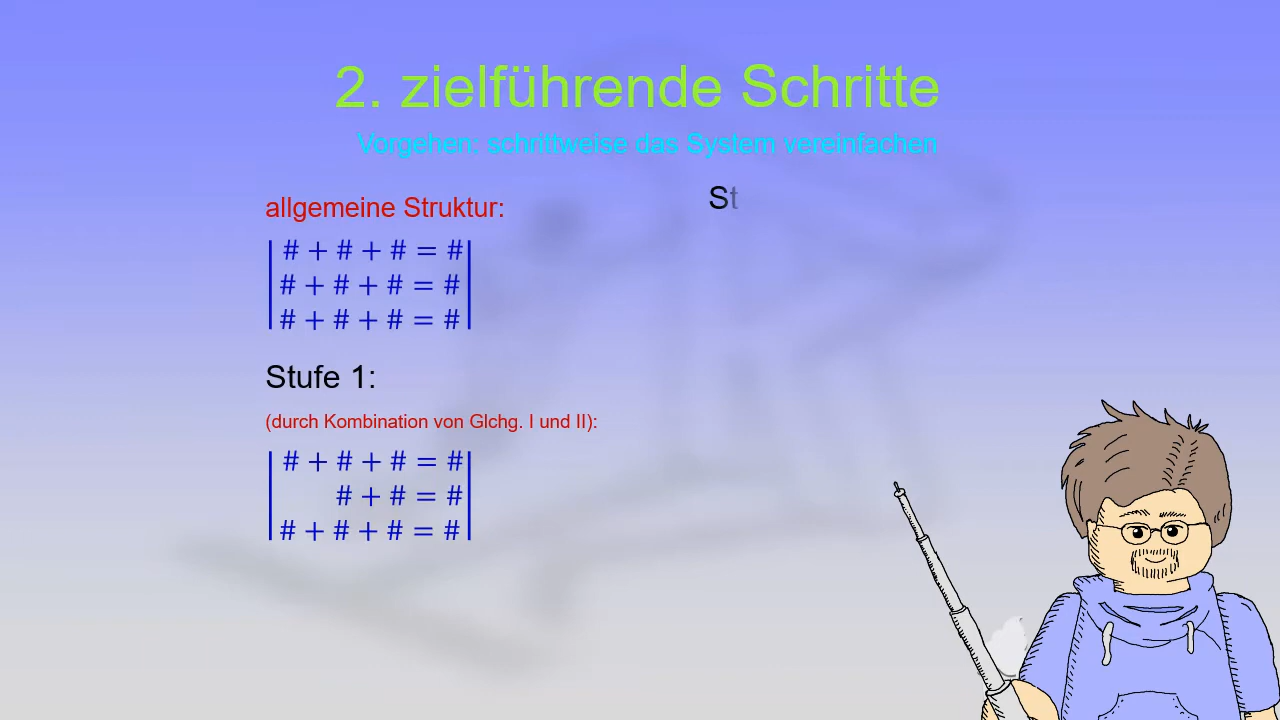 2. zielführende Schritte
Vorgehen: schrittweise das System vereinfachen
allgemeine Struktur:
# + # + # = #
# + # + # = #
# + # + # = #
Stufe 1:
(durch Kombination von Glchg. I und II):
# + # + # = #
# + # = #
# + # + # = #
St